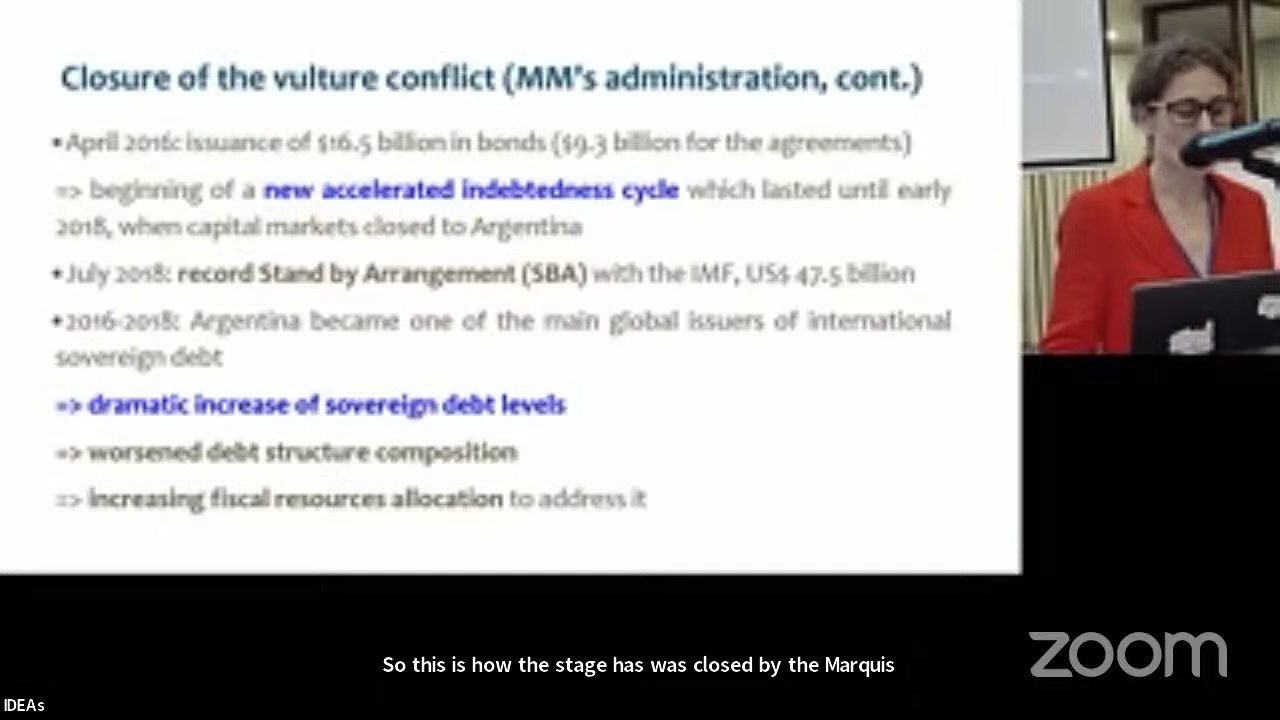 Closure of the vulture conflict (MM's administration, cont.)
•April 2016: issuance of $16.5 billion in bonds ($9.3 billion for the agreements)
=> beginning of a new accelerated indebtedness cycle which lasted until early
2018, when capital markets closed to Argentina
•July 2018: record Stand by Arrangement (SBA) with the IMF, US$ 47.5 billion
•2016-2018: Argentina became one of the main global issuers of international
sovereign debt
=> dramatic increase of sovereign debt levels
=> worsened debt structure composition
=> increasing fiscal resources allocation to address it
So this is how the stage has was closed by the Marquis
zoom
IDEAs